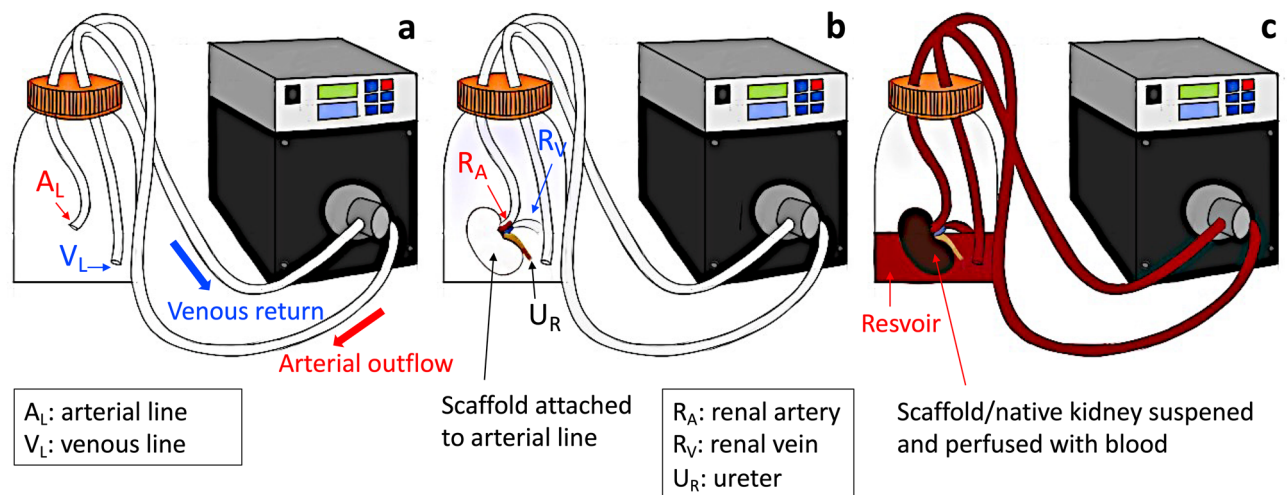 a
A_L
V_L
Venous return
Arterial outflow
A_L: arterial line
V_L: venous line
b
R_A
R_V
U_R
Scaffold attached
to arterial line
R_A: renal artery
R_V: renal vein
U_R: ureter
c
Resvoir
Scaffold/native kidney suspened
and perfused with blood